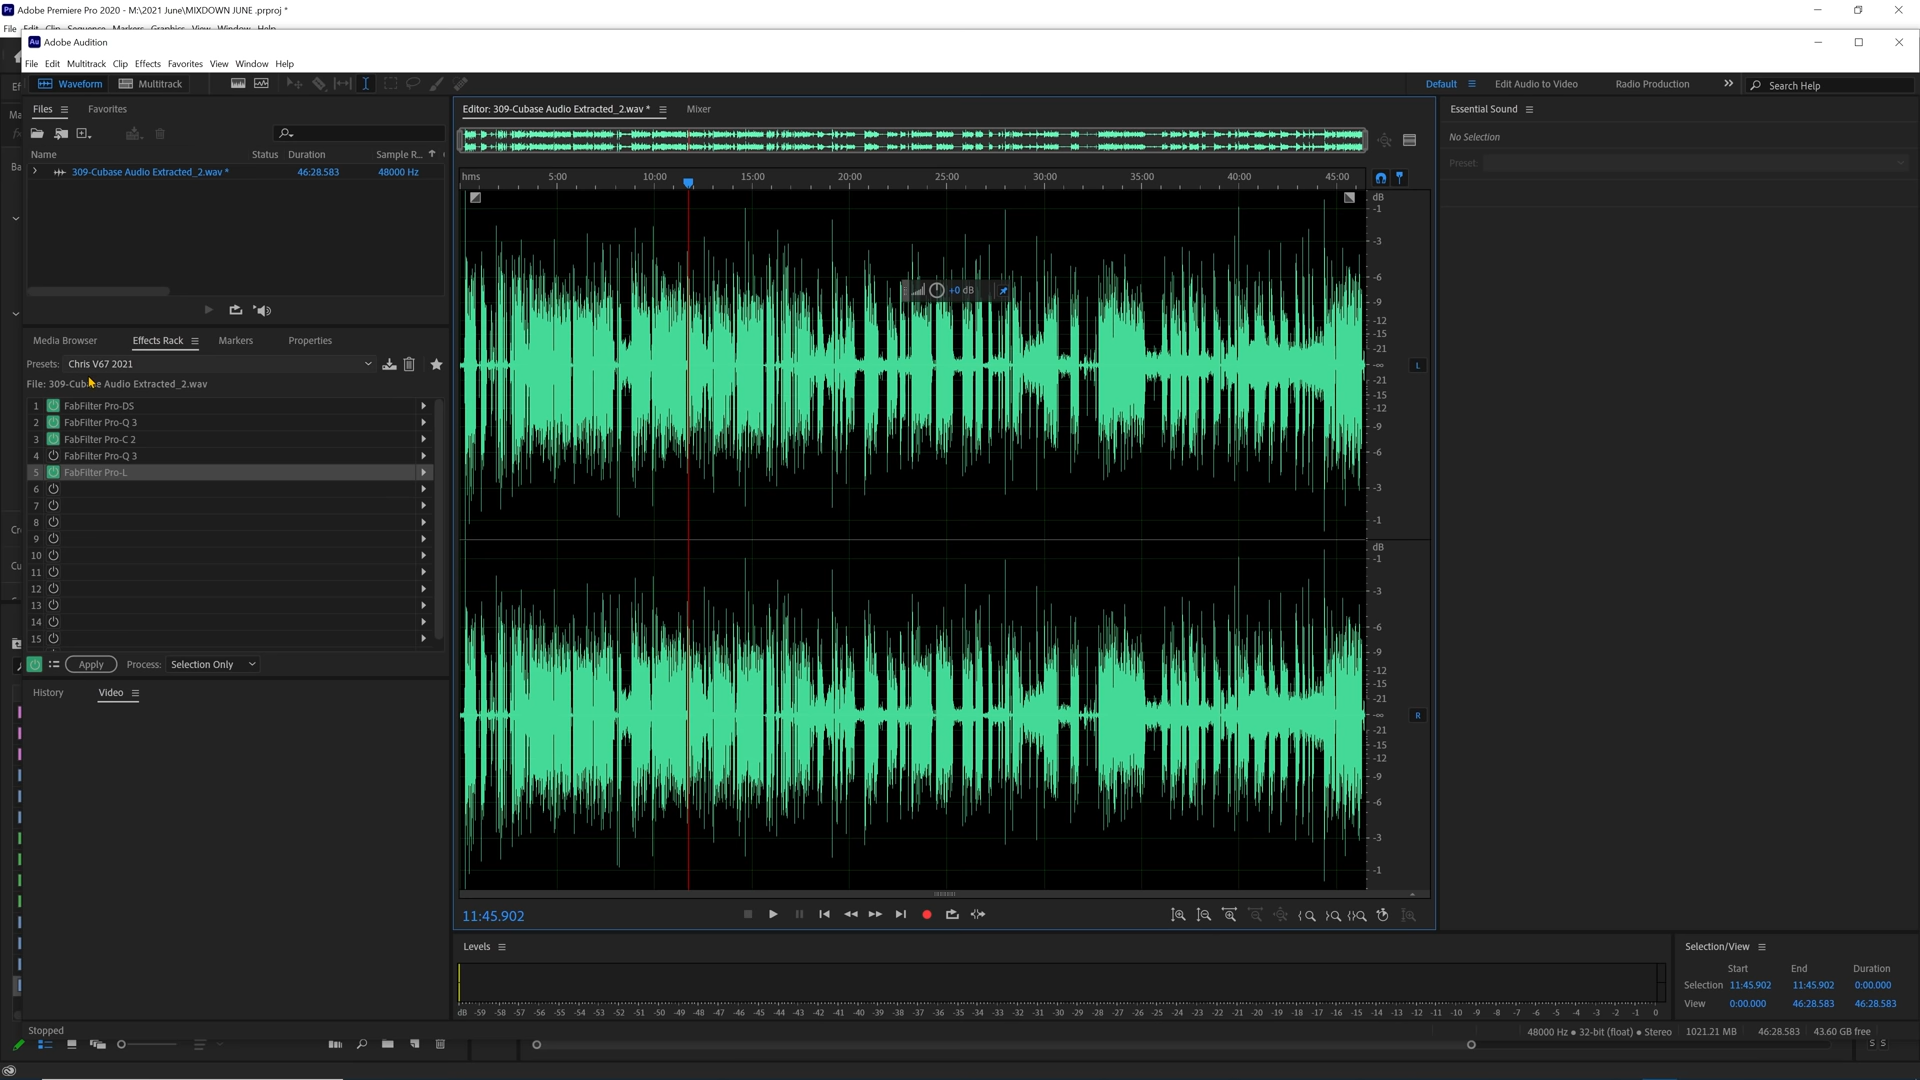 Adobe Premiere Pro 2020 - M:\2021 June\MIXDOWN JUNE .prproj *
File Edit Clip Sequence Markers Graphics View Window Help
Adobe Audition
File Edit Multitrack Clip Effects Favorites View Window Help
Waveform Multitrack
Default Edit Audio to Video Radio Production Search Help
Files Favorites
Name Status Duration Sample R...
309-Cubase Audio Extracted_2.wav * 46:28.583 48000 Hz
Media Browser Effects Rack Markers Properties
Presets: Chris V67 2021
File: 309-Cubase Audio Extracted_2.wav
1 FabFilter Pro-DS
2 FabFilter Pro-Q 3
3 FabFilter Pro-C 2
4 FabFilter Pro-Q 3
5 FabFilter Pro-L
6
7
8
9
10
11
12
13
14
15
Apply Process: Selection Only
History Video
Editor: 309-Cubase Audio Extracted_2.wav * Mixer
hms 5:00 10:00 15:00 20:00 25:00 30:00 35:00 40:00 45:00
+0 dB
dB
-1
-3
-6
-9
-12
-15
-21
-∞
-21
-15
-12
-9
-6
-3
-1
L
dB
-1
-3
-6
-9
-12
-15
-21
-∞
-21
-15
-12
-9
-6
-3
-1
R
11:45.902
Levels
dB -59 -58 -57 -56 -55 -54 -53 -52 -51 -50 -49 -48 -47 -46 -45 -44 -43 -42 -41 -40 -39 -38 -37 -36 -35 -34 -33 -32 -31 -30 -29 -28 -27 -26 -25 -24 -23 -22 -21 -20 -19 -18 -17 -16 -15 -14 -13 -12 -11 -10 -9 -8 -7 -6 -5 -4 -3 -2 -1 0
Essential Sound
No Selection
Preset:
Selection/View
Start End Duration
Selection 11:45.902 11:45.902 0:00.000
View 0:00.000 46:28.583 46:28.583
Stopped
48000 Hz ● 32-bit (float) ● Stereo 1021.21 MB 46:28.583 43.60 GB free
S S